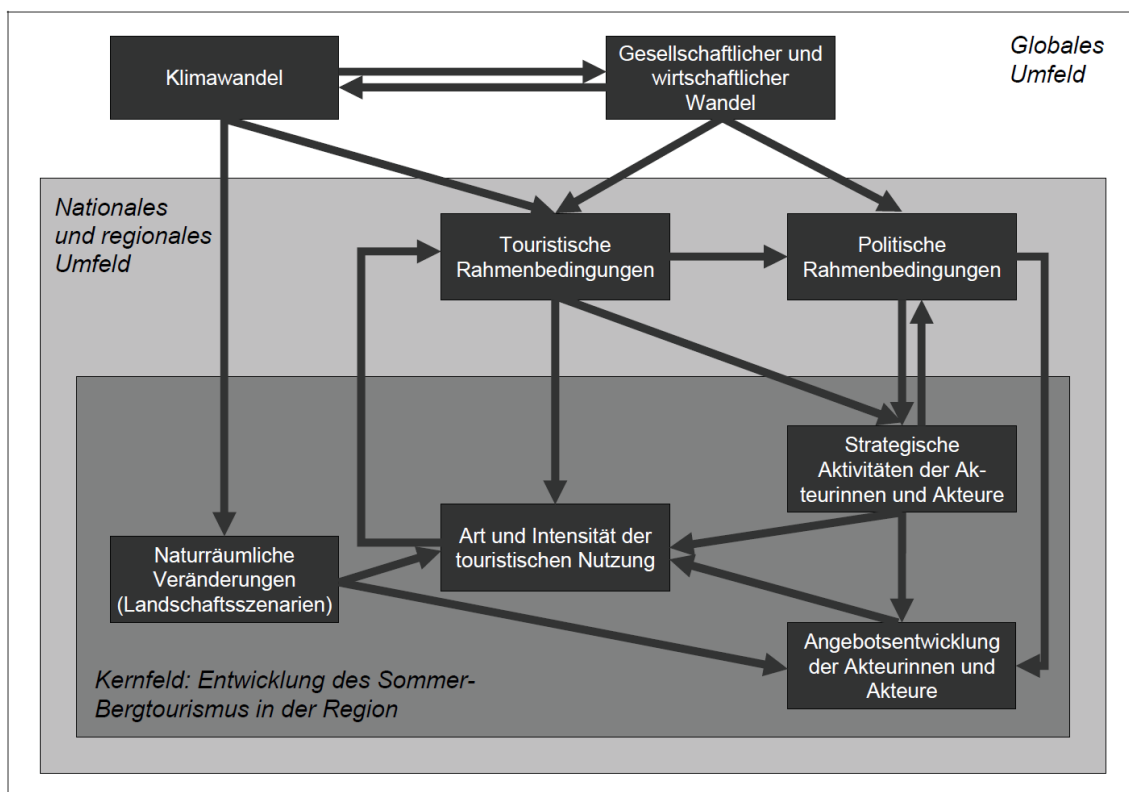 Klimawandel
Gesellschaftlicher und
wirtschaftlicher
Wandel
Globales
Umfeld
Nationales
und regionales
Umfeld
Touristische
Rahmenbedingungen
Politische
Rahmenbedingungen
Strategische
Aktivitäten der Ak-
teurinnen und Akteure
Art und Intensität der
touristischen Nutzung
Naturräumliche
Veränderungen
(Landschaftsszenarien)
Angebotsentwicklung
der Akteurinnen und
Akteure
Kernfeld: Entwicklung des Sommer-
Bergtourismus in der Region